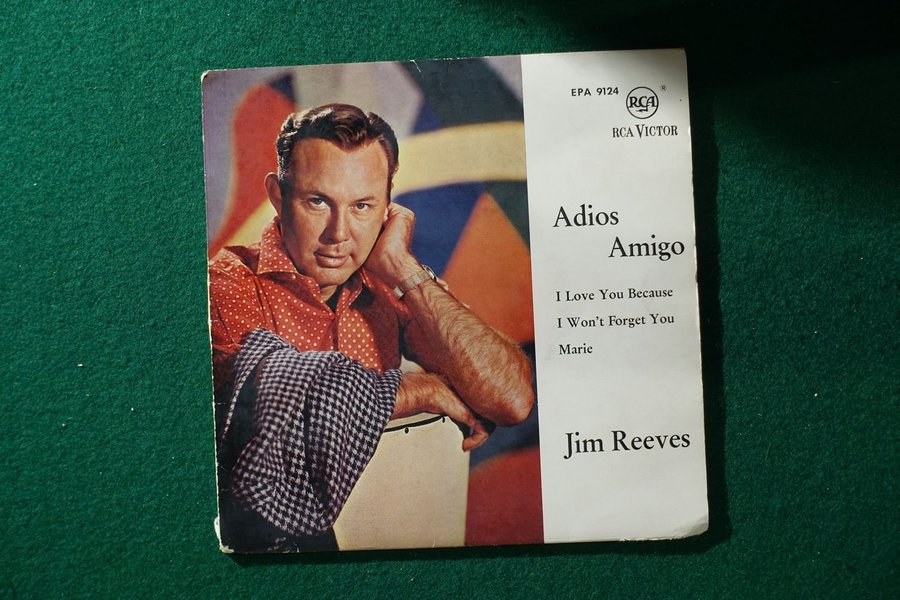 EPA 9124
RCA ®
RCA VICTOR
Adios
Amigo
I Love You Because
I Won't Forget You
Marie
Jim Reeves